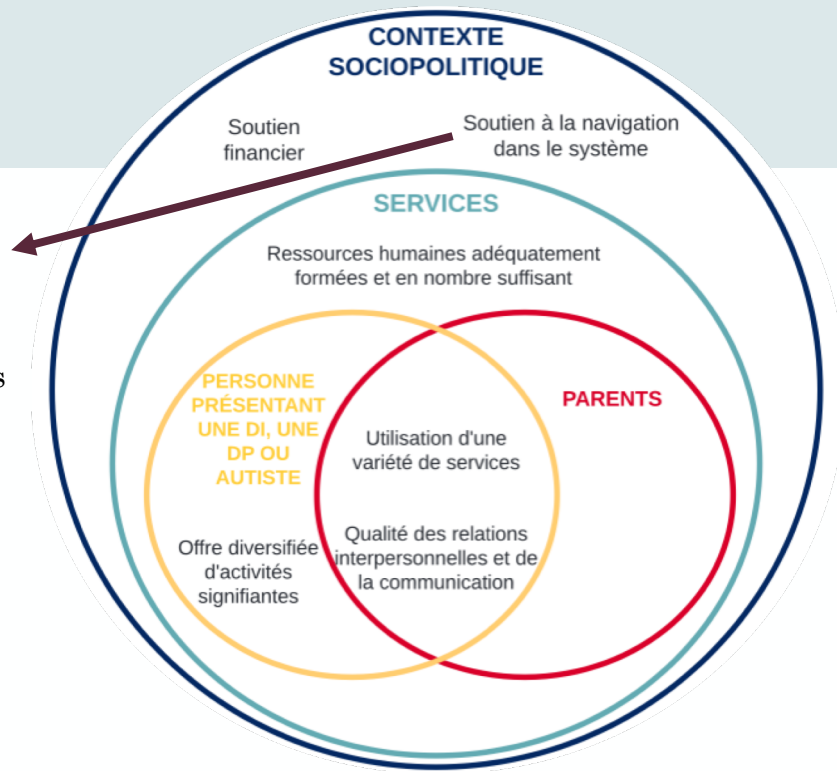 CONTEXTE
SOCIOPOLITIQUE
Soutien
financier
Soutien à la navigation
dans le système
SERVICES
Ressources humaines adéquatement
formées et en nombre suffisant
PERSONNE
PRÉSENTANT
UNE DI, UNE
DP OU
AUTISTE
PARENTS
Utilisation d'une
variété de services
Offre diversifiée
d'activités
signifiantes
Qualité des relations
interpersonnelles et de
la communication